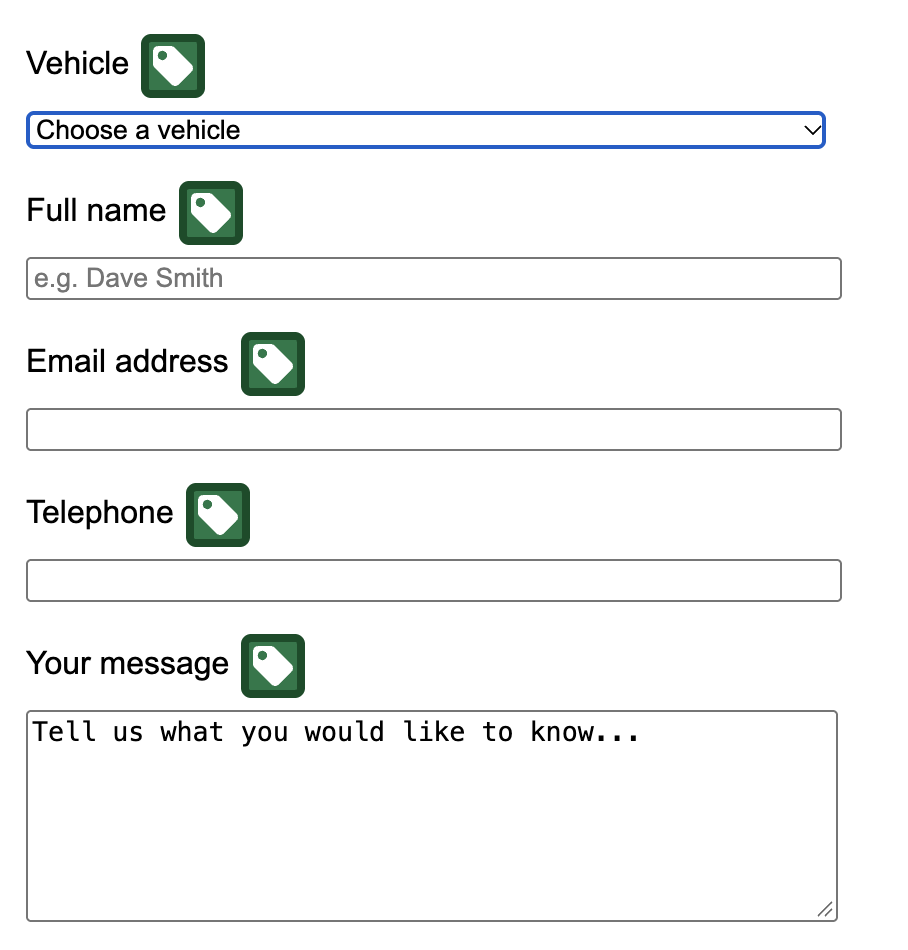 Vehicle
Choose a vehicle
Full name
e.g. Dave Smith
Email address
Telephone
Your message
Tell us what you would like to know...